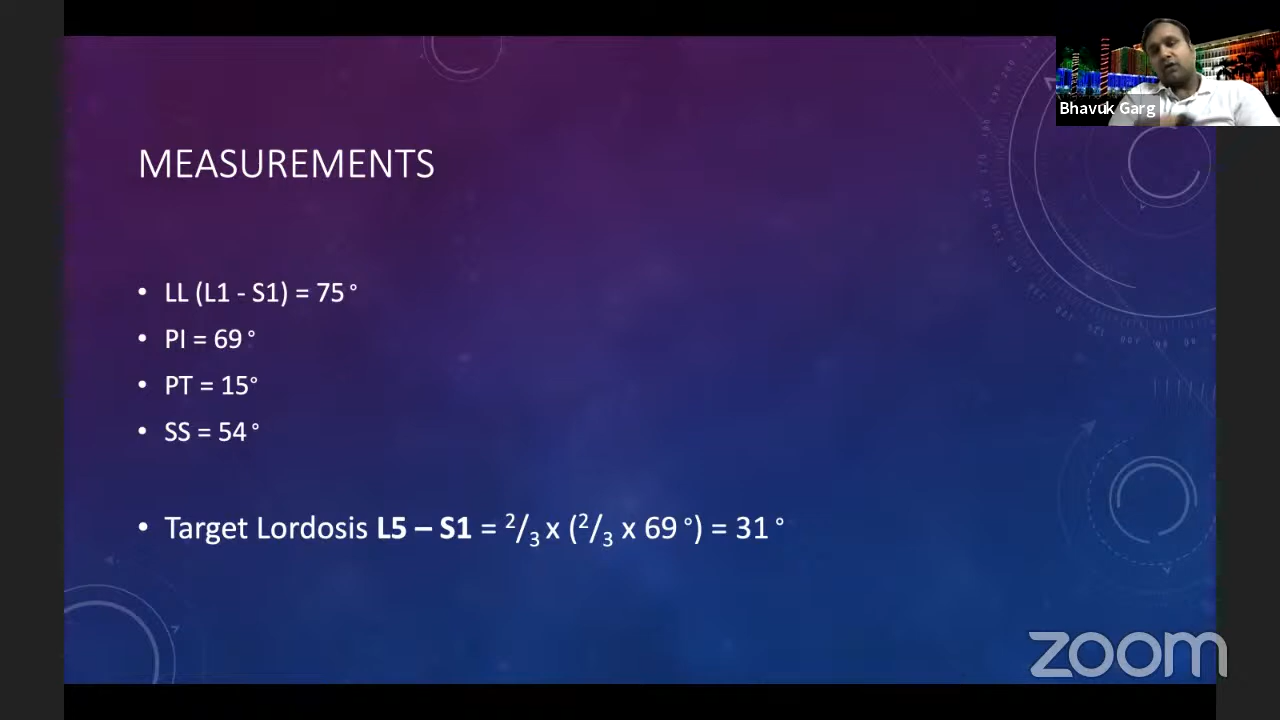 Bhavuk Garg
MEASUREMENTS
• LL (L1 - S1) = 75°
• PI = 69°
• PT = 15°
• SS = 54°
• Target Lordosis L5 – S1 = 2/3 x (2/3 x 69°) = 31°
zoom